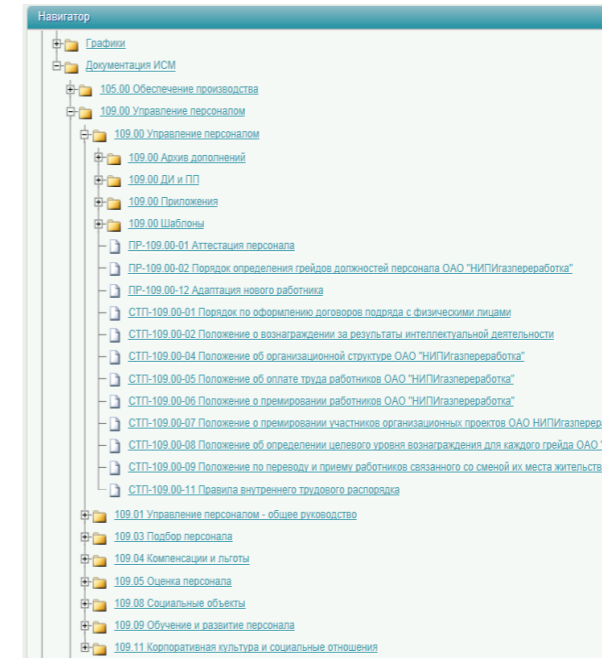 Навигатор
Графики
Документация ИСМ
105.00 Обеспечение производства
109.00 Управление персоналом
109.00 Управление персоналом
109.00 Архив дополнений
109.00 ДИ и ПП
109.00 Приложения
109.00 Шаблоны
ПР-109.00-01 Аттестация персонала
ПР-109.00-02 Порядок определения грейдов должностей персонала ОАО "НИПИгазпереработка"
ПР-109.00-12 Адаптация нового работника
СТП-109.00-01 Порядок по оформлению договоров подряда с физическими лицами
СТП-109.00-02 Положение о вознаграждении за результаты интеллектуальной деятельности
СТП-109.00-04 Положение об организационной структуре ОАО "НИПИгазпереработка"
СТП-109.00-05 Положение об оплате труда работников ОАО "НИПИгазпереработка"
СТП-109.00-06 Положение о премировании работников ОАО "НИПИгазпереработка"
СТП-109.00-07 Положение о премировании участников организационных проектов ОАО НИПИгазперер
СТП-109.00-08 Положение об определении целевого уровня вознаграждения для каждого грейда ОАО "
СТП-109.00-09 Положение по переводу и приему работников связанного со сменой их места жительств
СТП-109.00-11 Правила внутреннего трудового распорядка
109.01 Управление персоналом - общее руководство
109.03 Подбор персонала
109.04 Компенсации и льготы
109.05 Оценка персонала
109.08 Социальные объекты
109.09 Обучение и развитие персонала
109.11 Корпоративная культура и социальные отношения